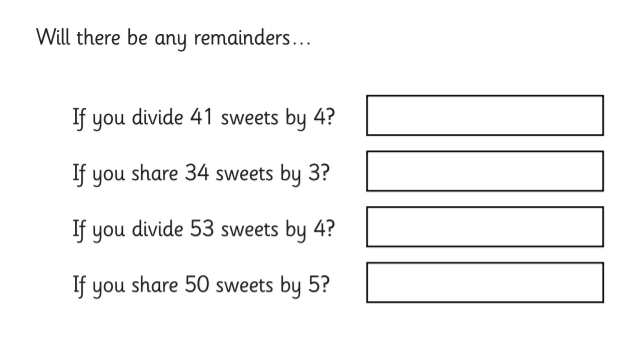 Will there be any remainders...
If you divide 41 sweets by 4?
If you share 34 sweets by 3?
If you divide 53 sweets by 4?
If you share 50 sweets by 5?